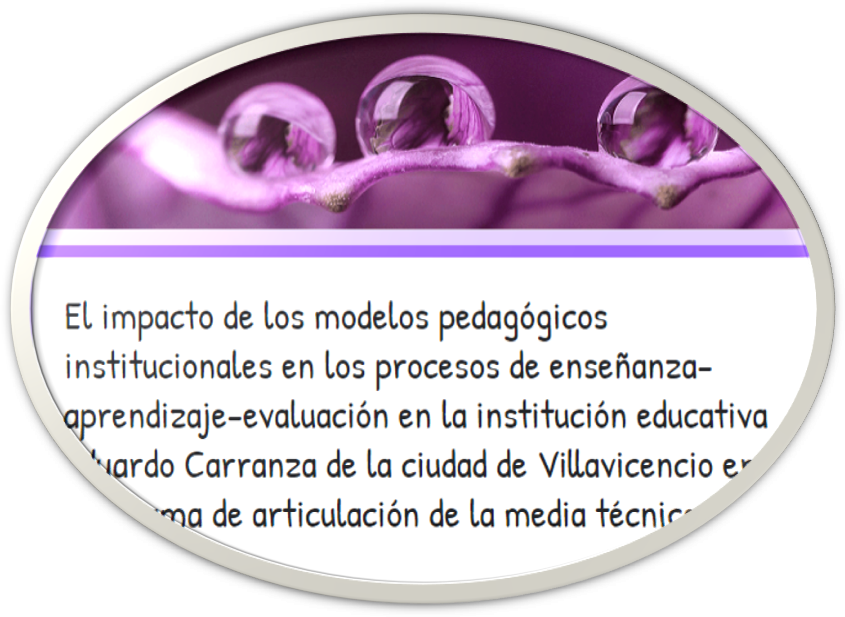 El impacto de los modelos pedagógicos
institucionales en los procesos de enseñanza-
aprendizaje-evaluación en la institución educativa
Carranza de la ciudad de Villavicencio
de articulación de la media